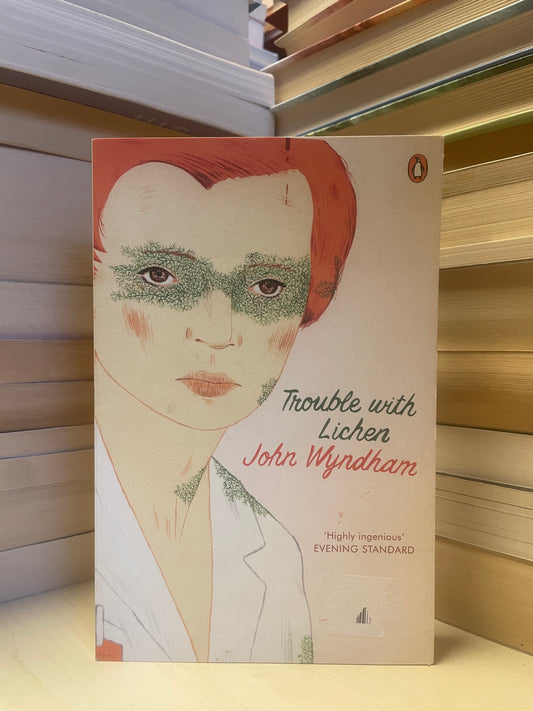 Trouble with
Lichen
John Wyndham
'Highly ingenious'
EVENING STANDARD